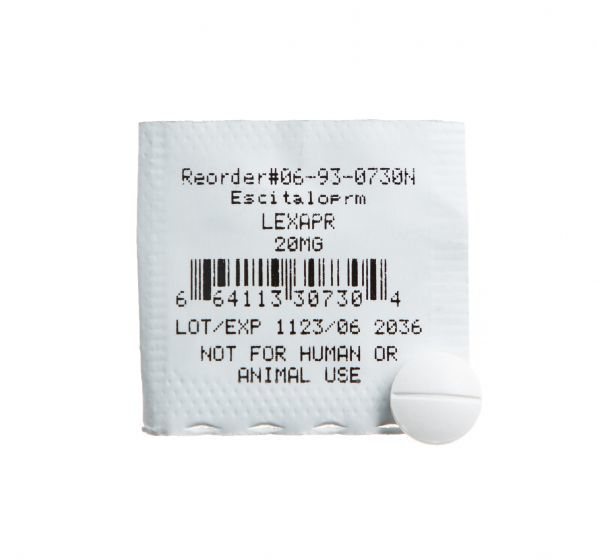 Reorder#06-93-0730N
Escitaloprm
LEXAPR
20MG
6 64113 30730 4
LOT/EXP 1123/06 2036
NOT FOR HUMAN OR
ANIMAL USE